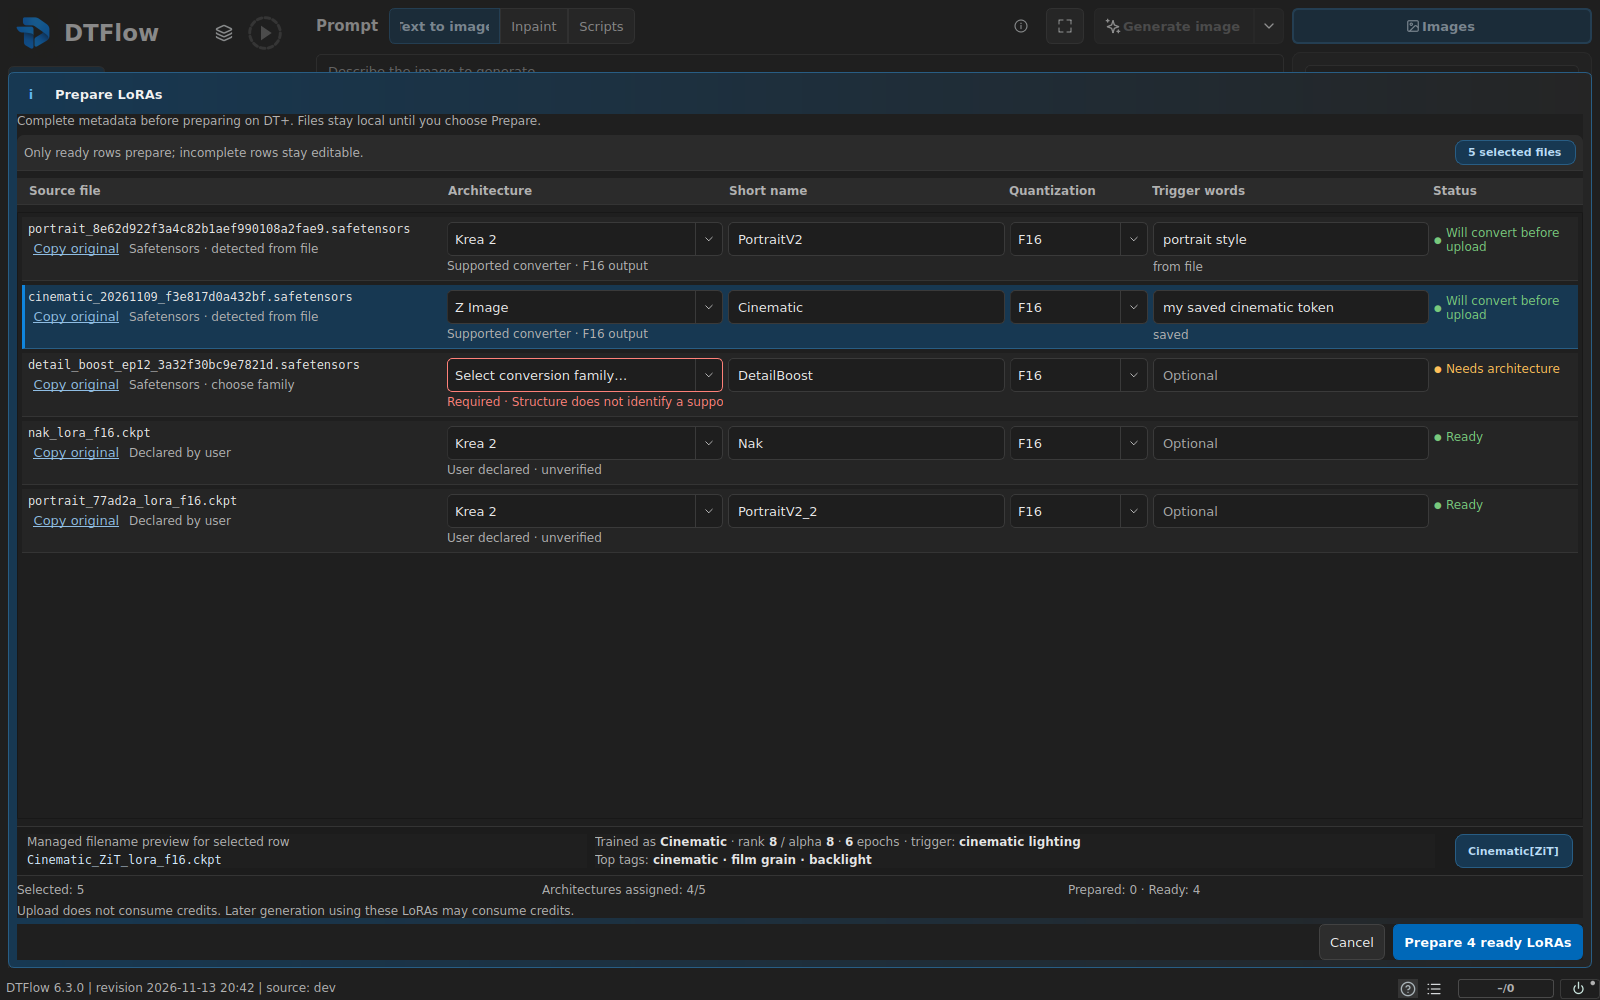 DTFlow
Prompt
Text to image
Inpaint
Scripts
Generate image
Images
Describe the image to generate
i Prepare LoRAs
Complete metadata before preparing on DT+. Files stay local until you choose Prepare.
Only ready rows prepare; incomplete rows stay editable.
5 selected files
Source file Architecture Short name Quantization Trigger words Status
portrait_8e62d922f3a4c82b1aef990108a2fae9.safetensors
Copy original Safetensors · detected from file
Krea 2
Supported converter · F16 output
PortraitV2
F16
portrait style
from file
Will convert before
upload
cinematic_20261109_f3e817d0a432bf.safetensors
Copy original Safetensors · detected from file
Z Image
Supported converter · F16 output
Cinematic
F16
my saved cinematic token
saved
Will convert before
upload
detail_boost_ep12_3a32f30bc9e7821d.safetensors
Copy original Safetensors · choose family
Select conversion family...
Required · Structure does not identify a suppo
DetailBoost
F16
Optional
Needs architecture
nak_lora_f16.ckpt
Copy original Declared by user
Krea 2
User declared · unverified
Nak
F16
Optional
Ready
portrait_77ad2a_lora_f16.ckpt
Copy original Declared by user
Krea 2
User declared · unverified
PortraitV2_2
F16
Optional
Ready
Managed filename preview for selected row
Cinematic_ZiT_lora_f16.ckpt
Trained as Cinematic · rank 8 / alpha 8 · 6 epochs · trigger: cinematic lighting
Top tags: cinematic · film grain · backlight
Cinematic[ZiT]
Selected: 5 Architectures assigned: 4/5 Prepared: 0 · Ready: 4
Upload does not consume credits. Later generation using these LoRAs may consume credits.
Cancel
Prepare 4 ready LoRAs
DTFlow 6.3.0 | revision 2026-11-13 20:42 | source: dev
-/0